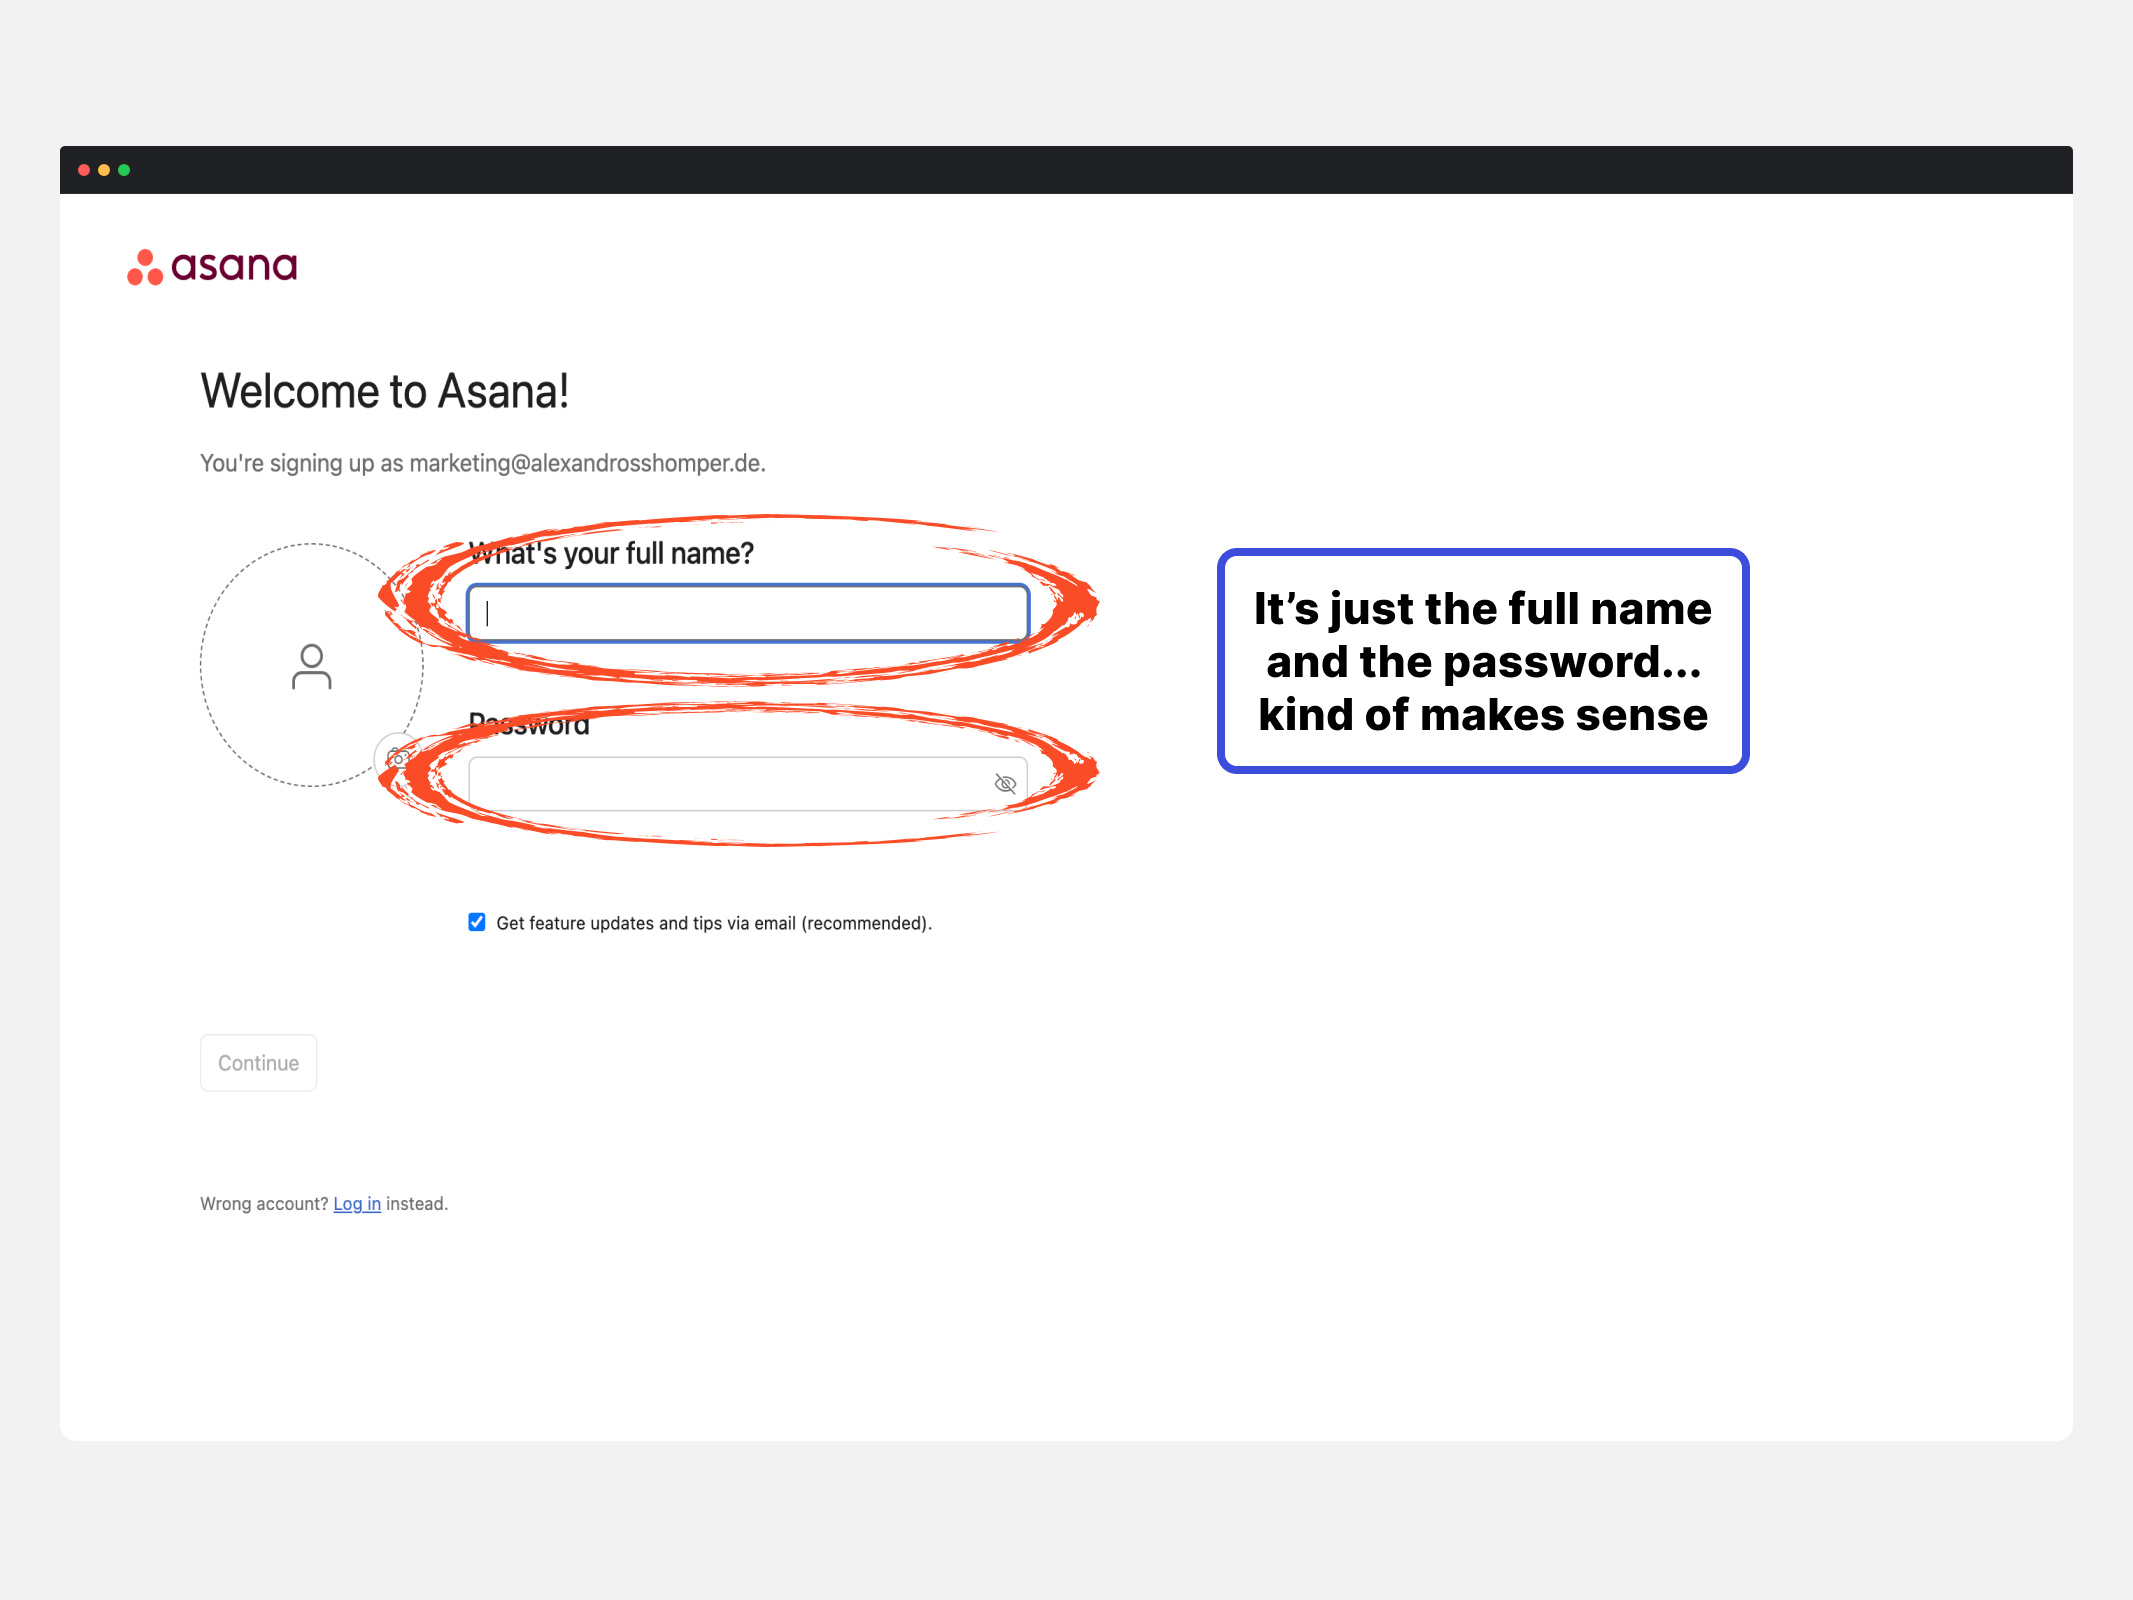 asana
Welcome to Asana!
You're signing up as marketing@alexandrosshomper.de.
What's your full name?
Password
Get feature updates and tips via email (recommended).
Continue
Wrong account? Log in instead.
It’s just the full name
and the password...
kind of makes sense